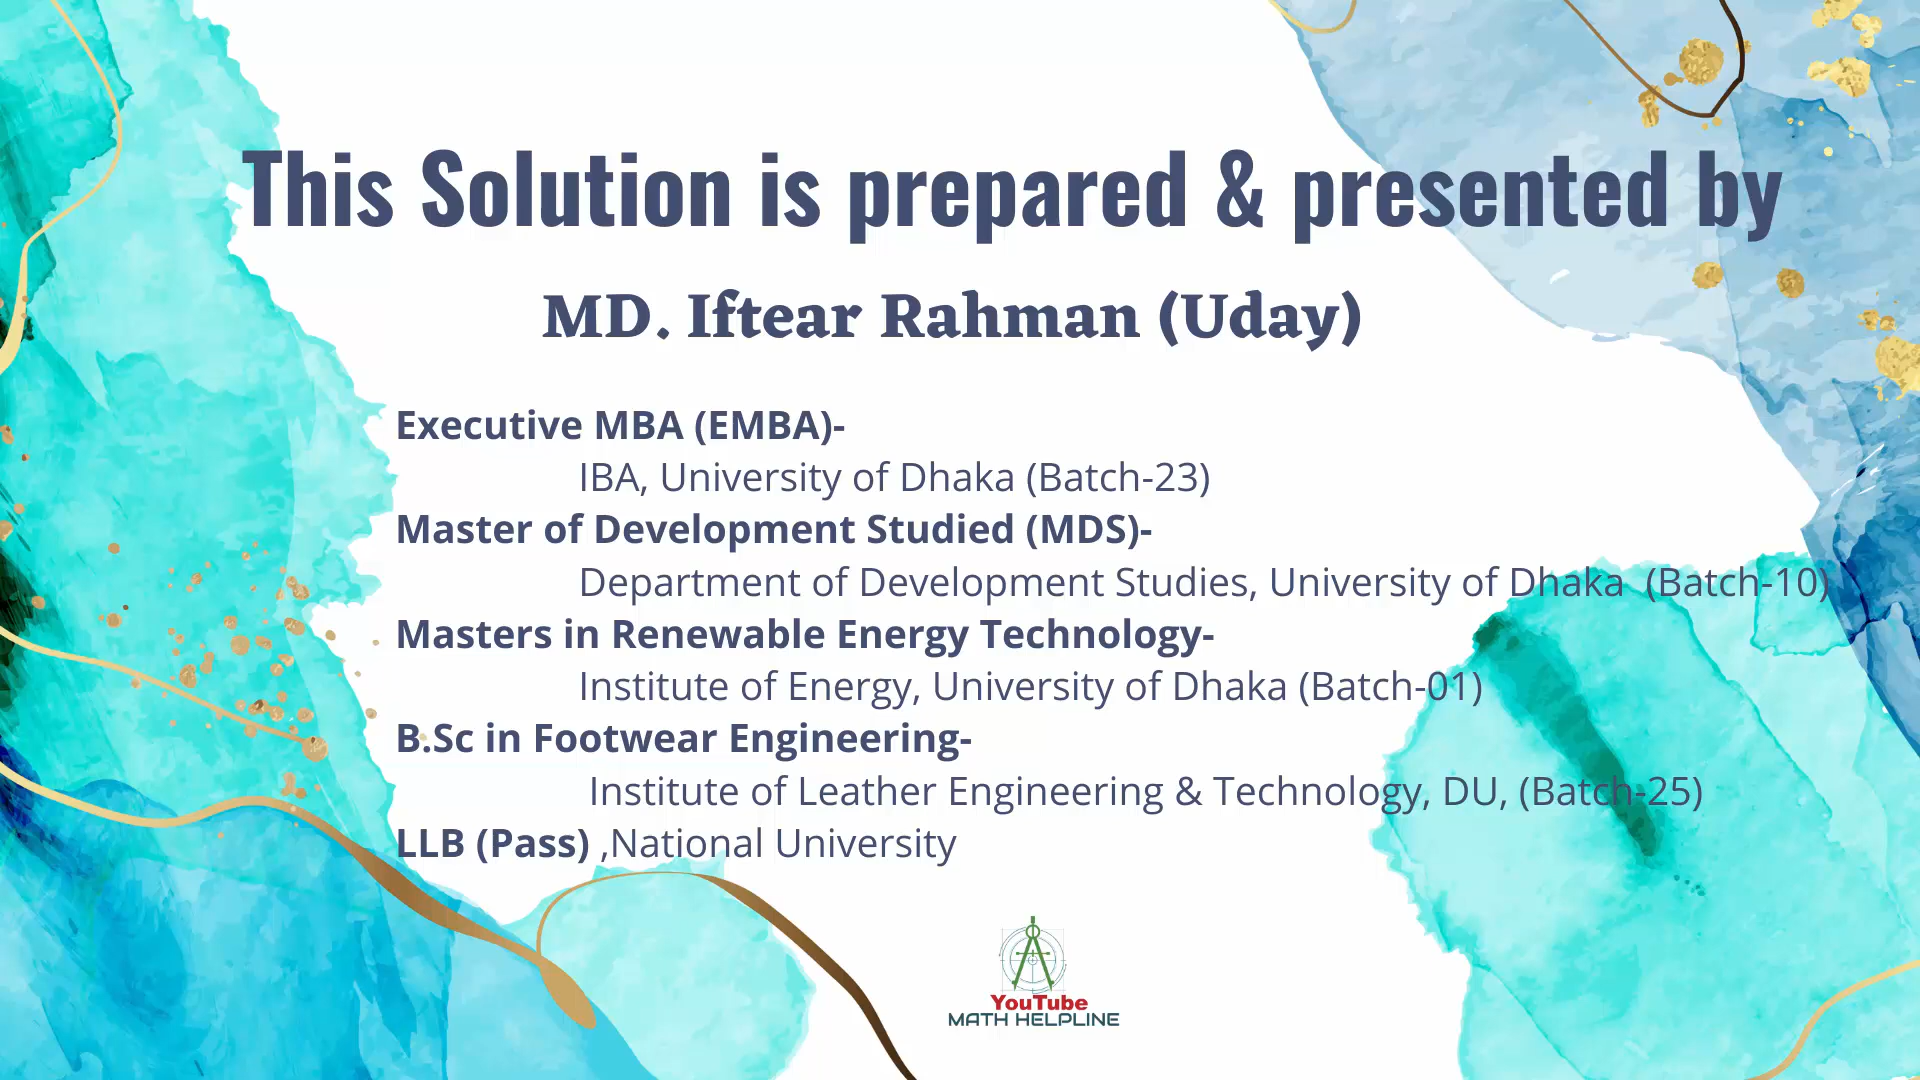 This Solution is prepared & presented by
MD. Iftear Rahman (Uday)
Executive MBA (EMBA)-
IBA, University of Dhaka (Batch-23)
Master of Development Studied (MDS)-
Department of Development Studies, University of Dhaka (Batch-10)
Masters in Renewable Energy Technology-
Institute of Energy, University of Dhaka (Batch-01)
B.Sc in Footwear Engineering-
Institute of Leather Engineering & Technology, DU, (Batch-25)
LLB (Pass) ,National University
YouTube
MATH HELPLINE